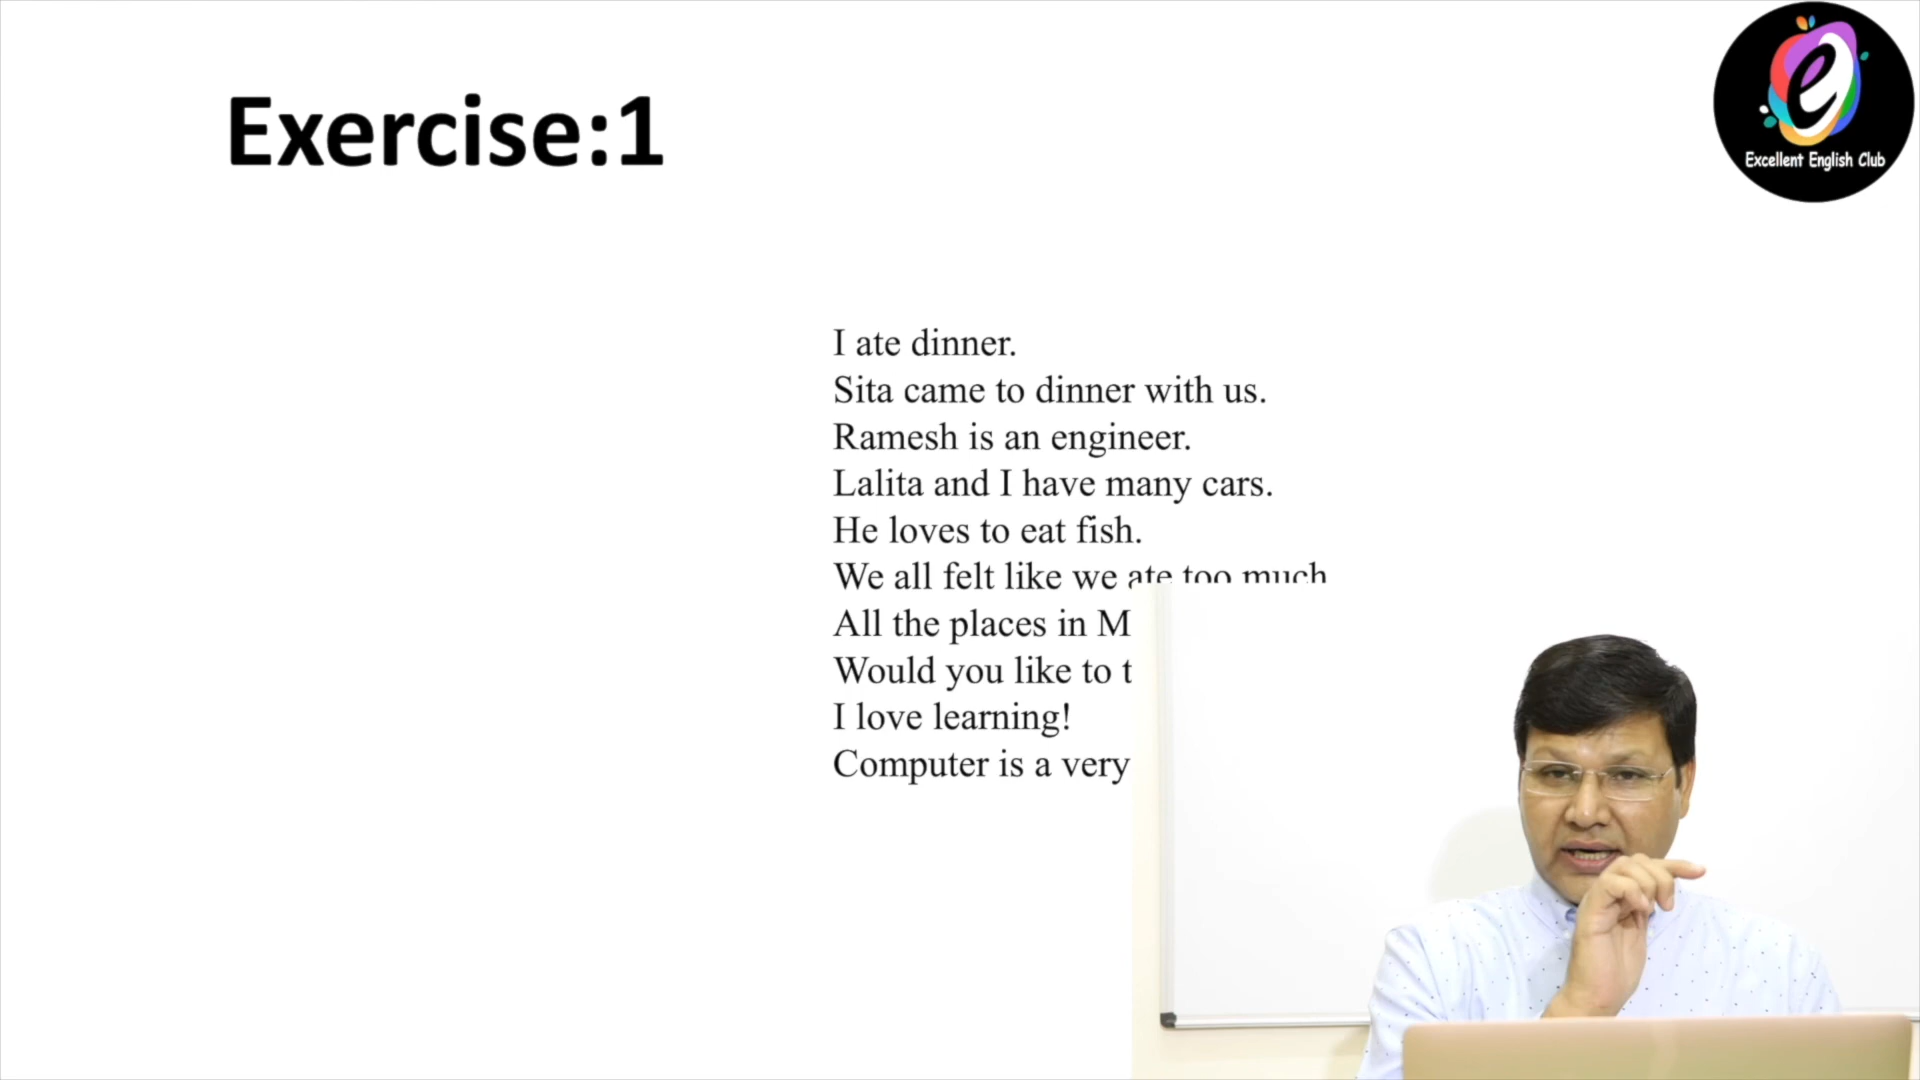 Exercise:1
Excellent English Club
I ate dinner.
Sita came to dinner with us.
Ramesh is an engineer.
Lalita and I have many cars.
He loves to eat fish.
We all felt like we ate too much
All the places in M
Would you like to t
I love learning!
Computer is a very